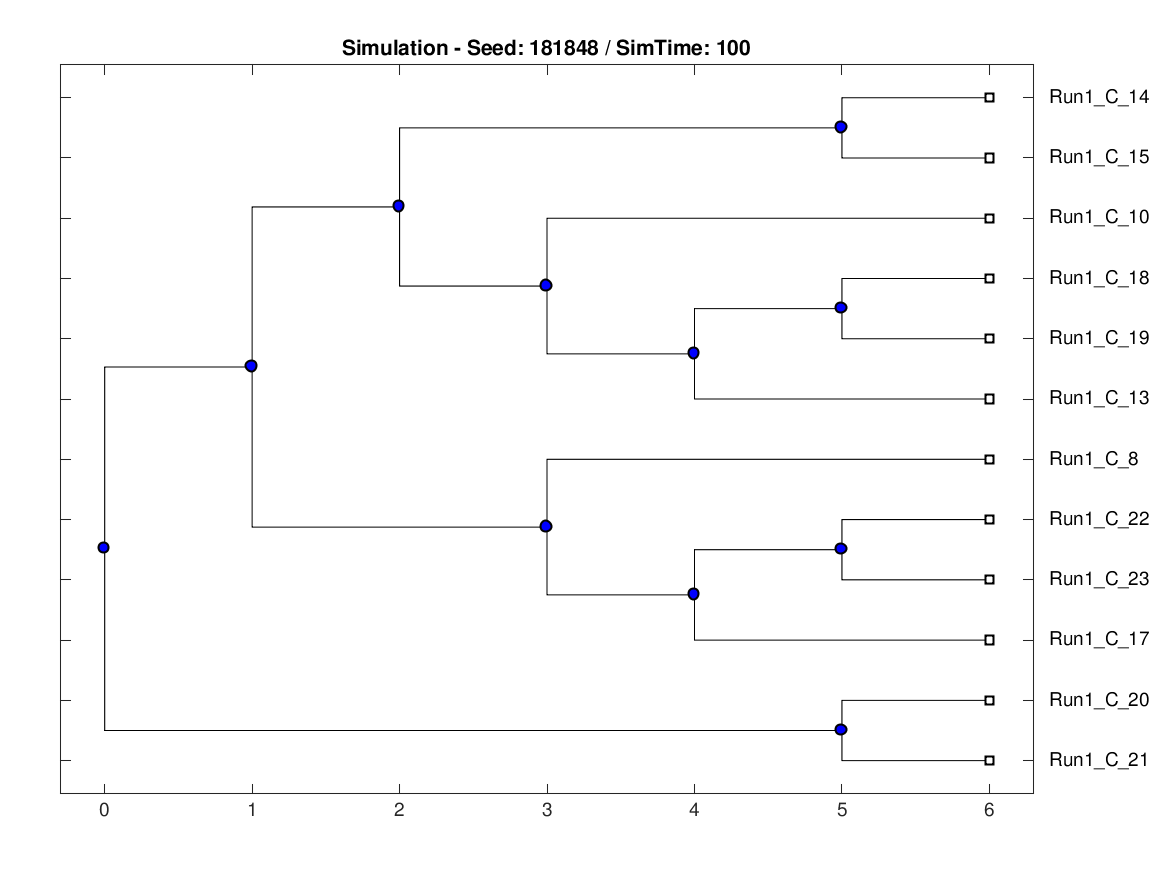 Simulation - Seed: 181848 / SimTime: 100
Run1_C_14
Run1_C_15
Run1_C_10
Run1_C_18
Run1_C_19
Run1_C_13
Run1_C_8
Run1_C_22
Run1_C_23
Run1_C_17
Run1_C_20
Run1_C_21
0 1 2 3 4 5 6